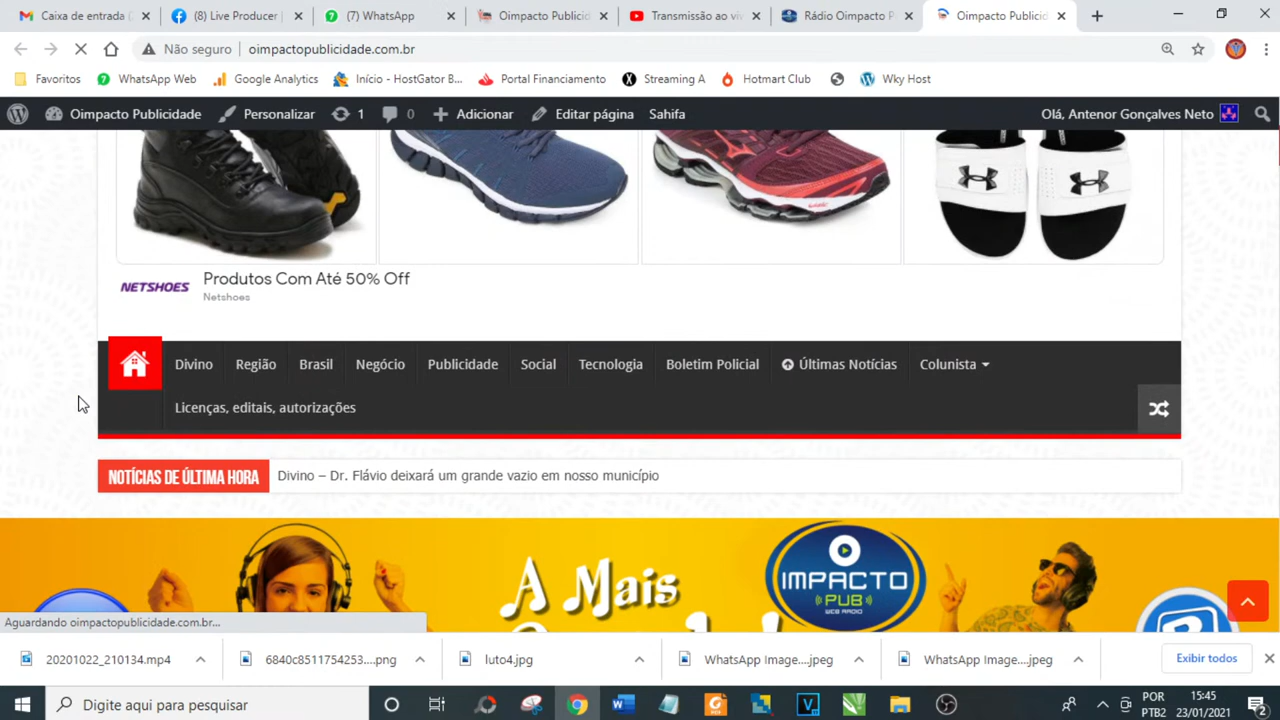 Caixa de entrada (
(8) Live Producer
(7) WhatsApp
Oimpacto Publicid
Transmissão ao viv
Rádio Oimpacto P
Oimpacto Publicid
Não seguro
oimpactopublicidade.com.br
Favoritos
WhatsApp Web
Google Analytics
Início - HostGator B...
Portal Financiamento
Streaming A
Hotmart Club
Wky Host
Oimpacto Publicidade
Personalizar
1
0
Adicionar
Editar página
Sahifa
Olá, Antenor Gonçalves Neto
NETSHOES
Produtos Com Até 50% Off
Netshoes
Divino
Região
Brasil
Negócio
Publicidade
Social
Tecnologia
Boletim Policial
Últimas Notícias
Colunista
Licenças, editais, autorizações
NOTÍCIAS DE ÚLTIMA HORA
Divino – Dr. Flávio deixará um grande vazio em nosso município
A Mais
IMPACTO
PUB
WEB RADIO
Aguardando oimpactopublicidade.com.br...
20201022_210134.mp4
6840c8511754253....png
luto4.jpg
WhatsApp Image....jpeg
WhatsApp Image....jpeg
Exibir todos
Digite aqui para pesquisar
POR
PTB2
15:45
23/01/2021
2